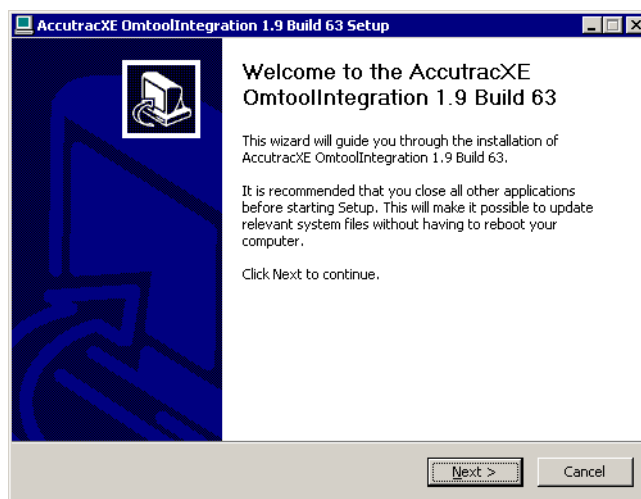 AccutracXE OmtoolIntegration 1.9 Build 63 Setup
Welcome to the AccutracXE
OmtoolIntegration 1.9 Build 63
This wizard will guide you through the installation of
AccutracXE OmtoolIntegration 1.9 Build 63.
It is recommended that you close all other applications
before starting Setup. This will make it possible to update
relevant system files without having to reboot your
computer.
Click Next to continue.
Next >
Cancel